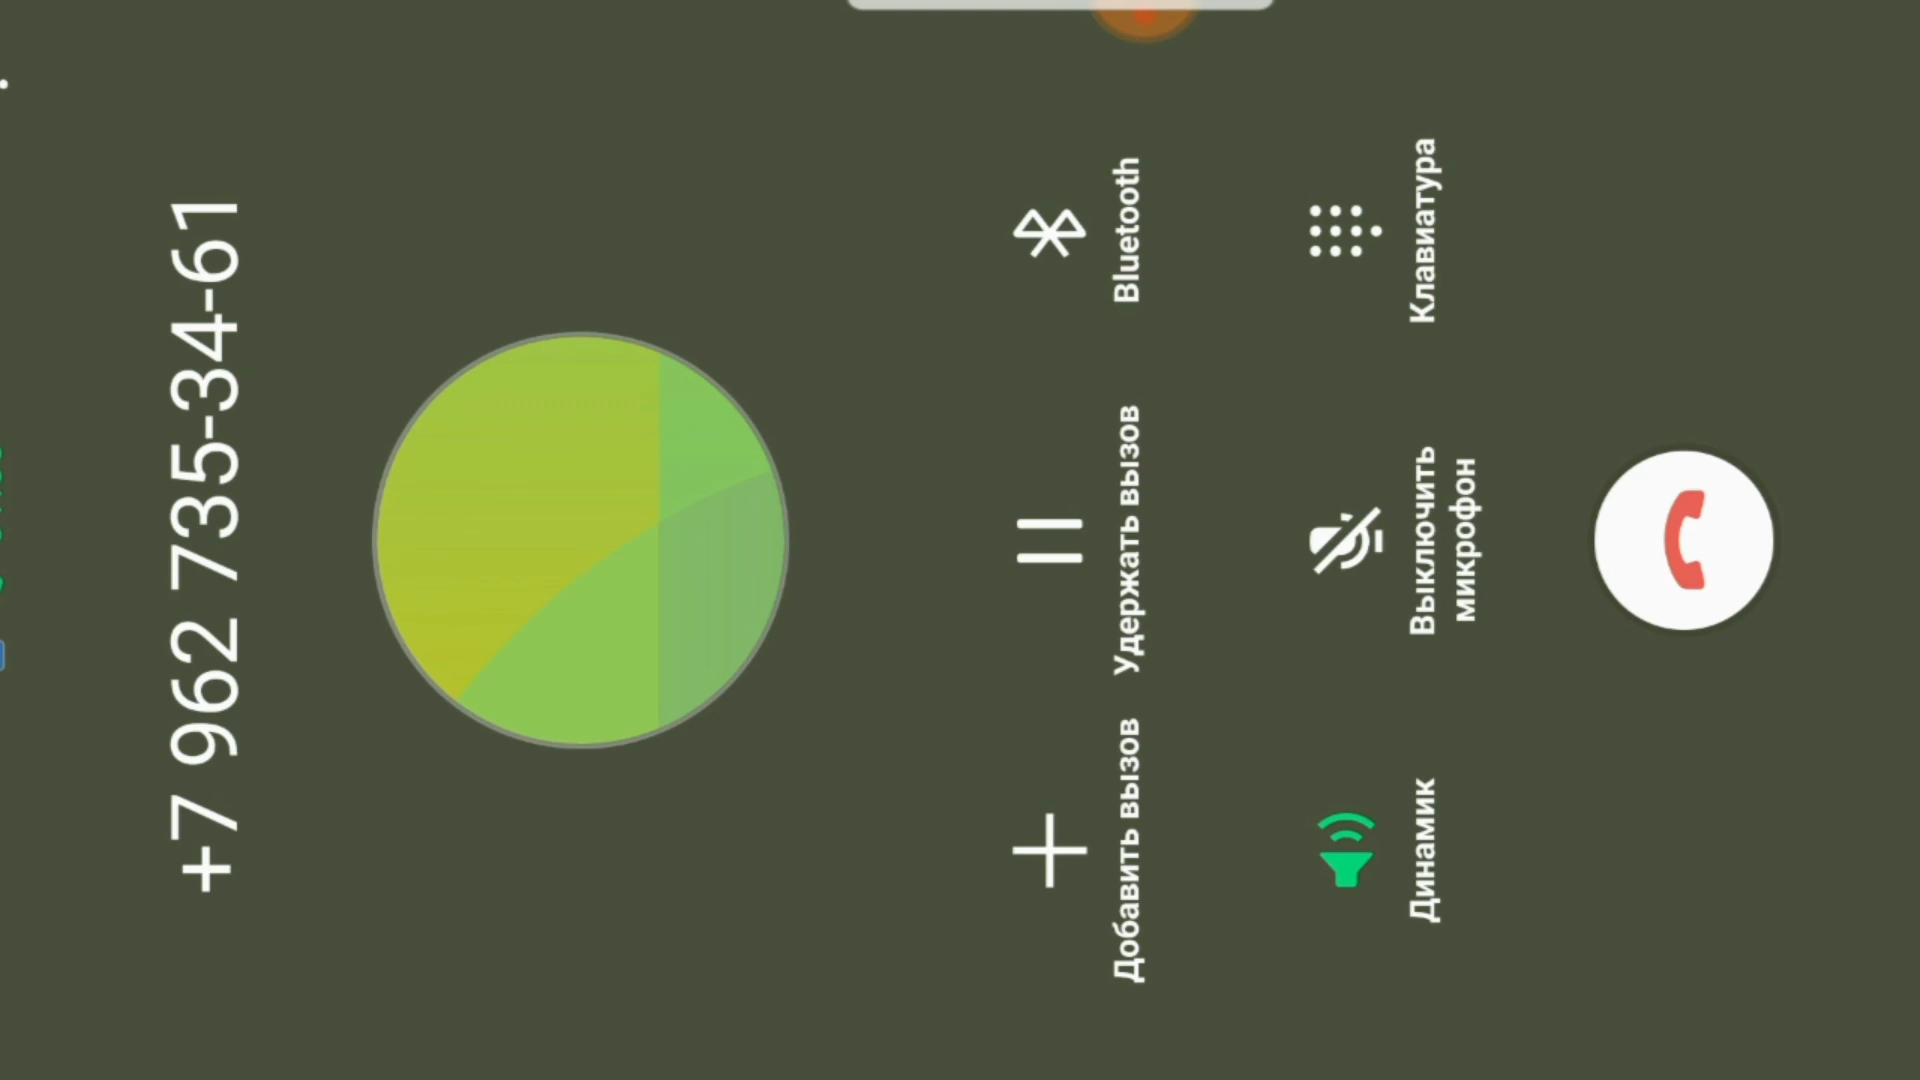 +7 962 735-34-61
Добавить вызов
Удержать вызов
Bluetooth
Динамик
Выключить
микрофон
Клавиатура